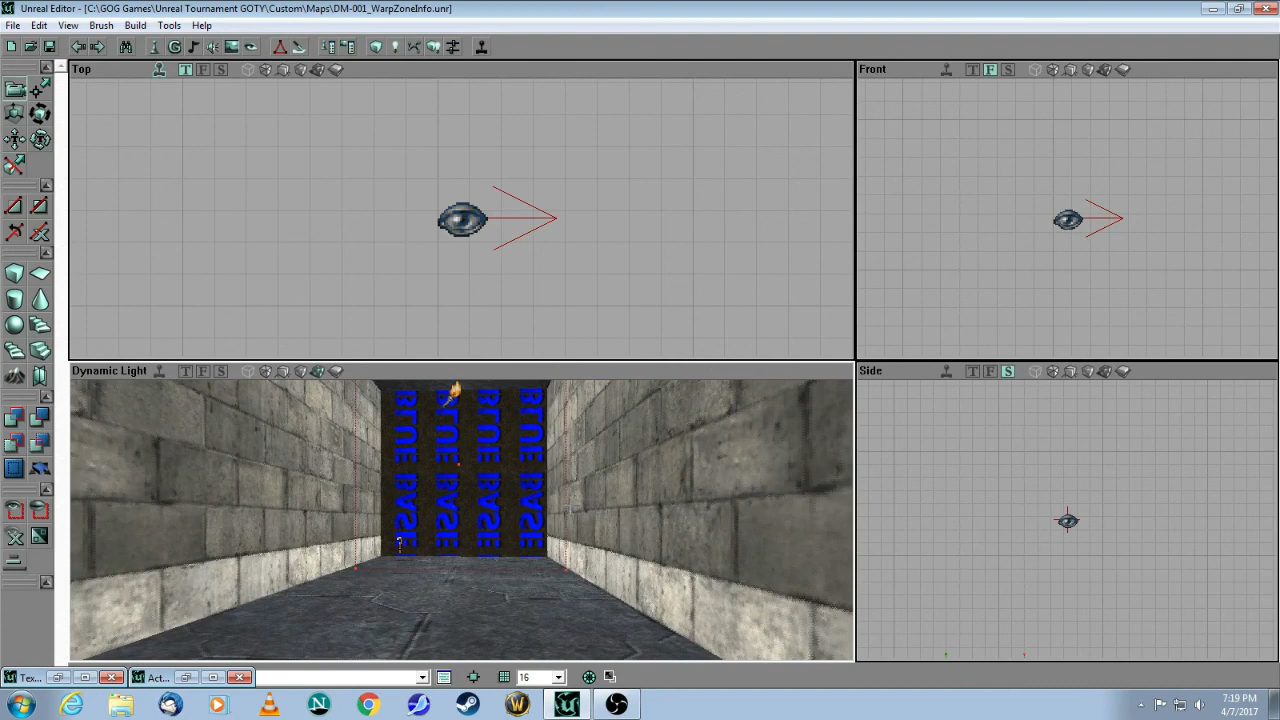 Unreal Editor - [C:\GOG Games\Unreal Tournament GOTY\Custom\Maps\DM-001_WarpZoneInfo.unr]
File Edit View Brush Build Tools Help
Top T F S
Front T F S
Dynamic Light T F S
Side T F S
BLUE BASE BLUE BASE BLUE BASE BLUE BASE
Tex... Act... 16
7:19 PM
4/7/2017